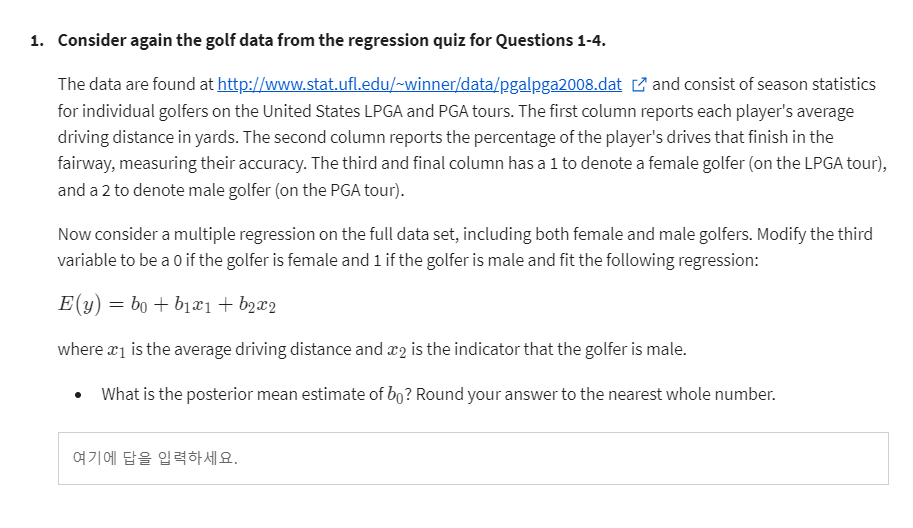 1. Consider again the golf data from the regression quiz for Questions 1-4.
The data are found at http://www.stat.ufl.edu/~winner/data/pgalpga2008.dat and consist of season statistics
for individual golfers on the United States LPGA and PGA tours. The first column reports each player's average
driving distance in yards. The second column reports the percentage of the player's drives that finish in the
fairway, measuring their accuracy. The third and final column has a 1 to denote a female golfer (on the LPGA tour),
and a 2 to denote male golfer (on the PGA tour).
Now consider a multiple regression on the full data set, including both female and male golfers. Modify the third
variable to be a 0 if the golfer is female and 1 if the golfer is male and fit the following regression:
E(y) = b₀ + b₁x₁ + b₂x₂
where x₁ is the average driving distance and x₂ is the indicator that the golfer is male.
• What is the posterior mean estimate of b₀? Round your answer to the nearest whole number.
여기에 답을 입력하세요.